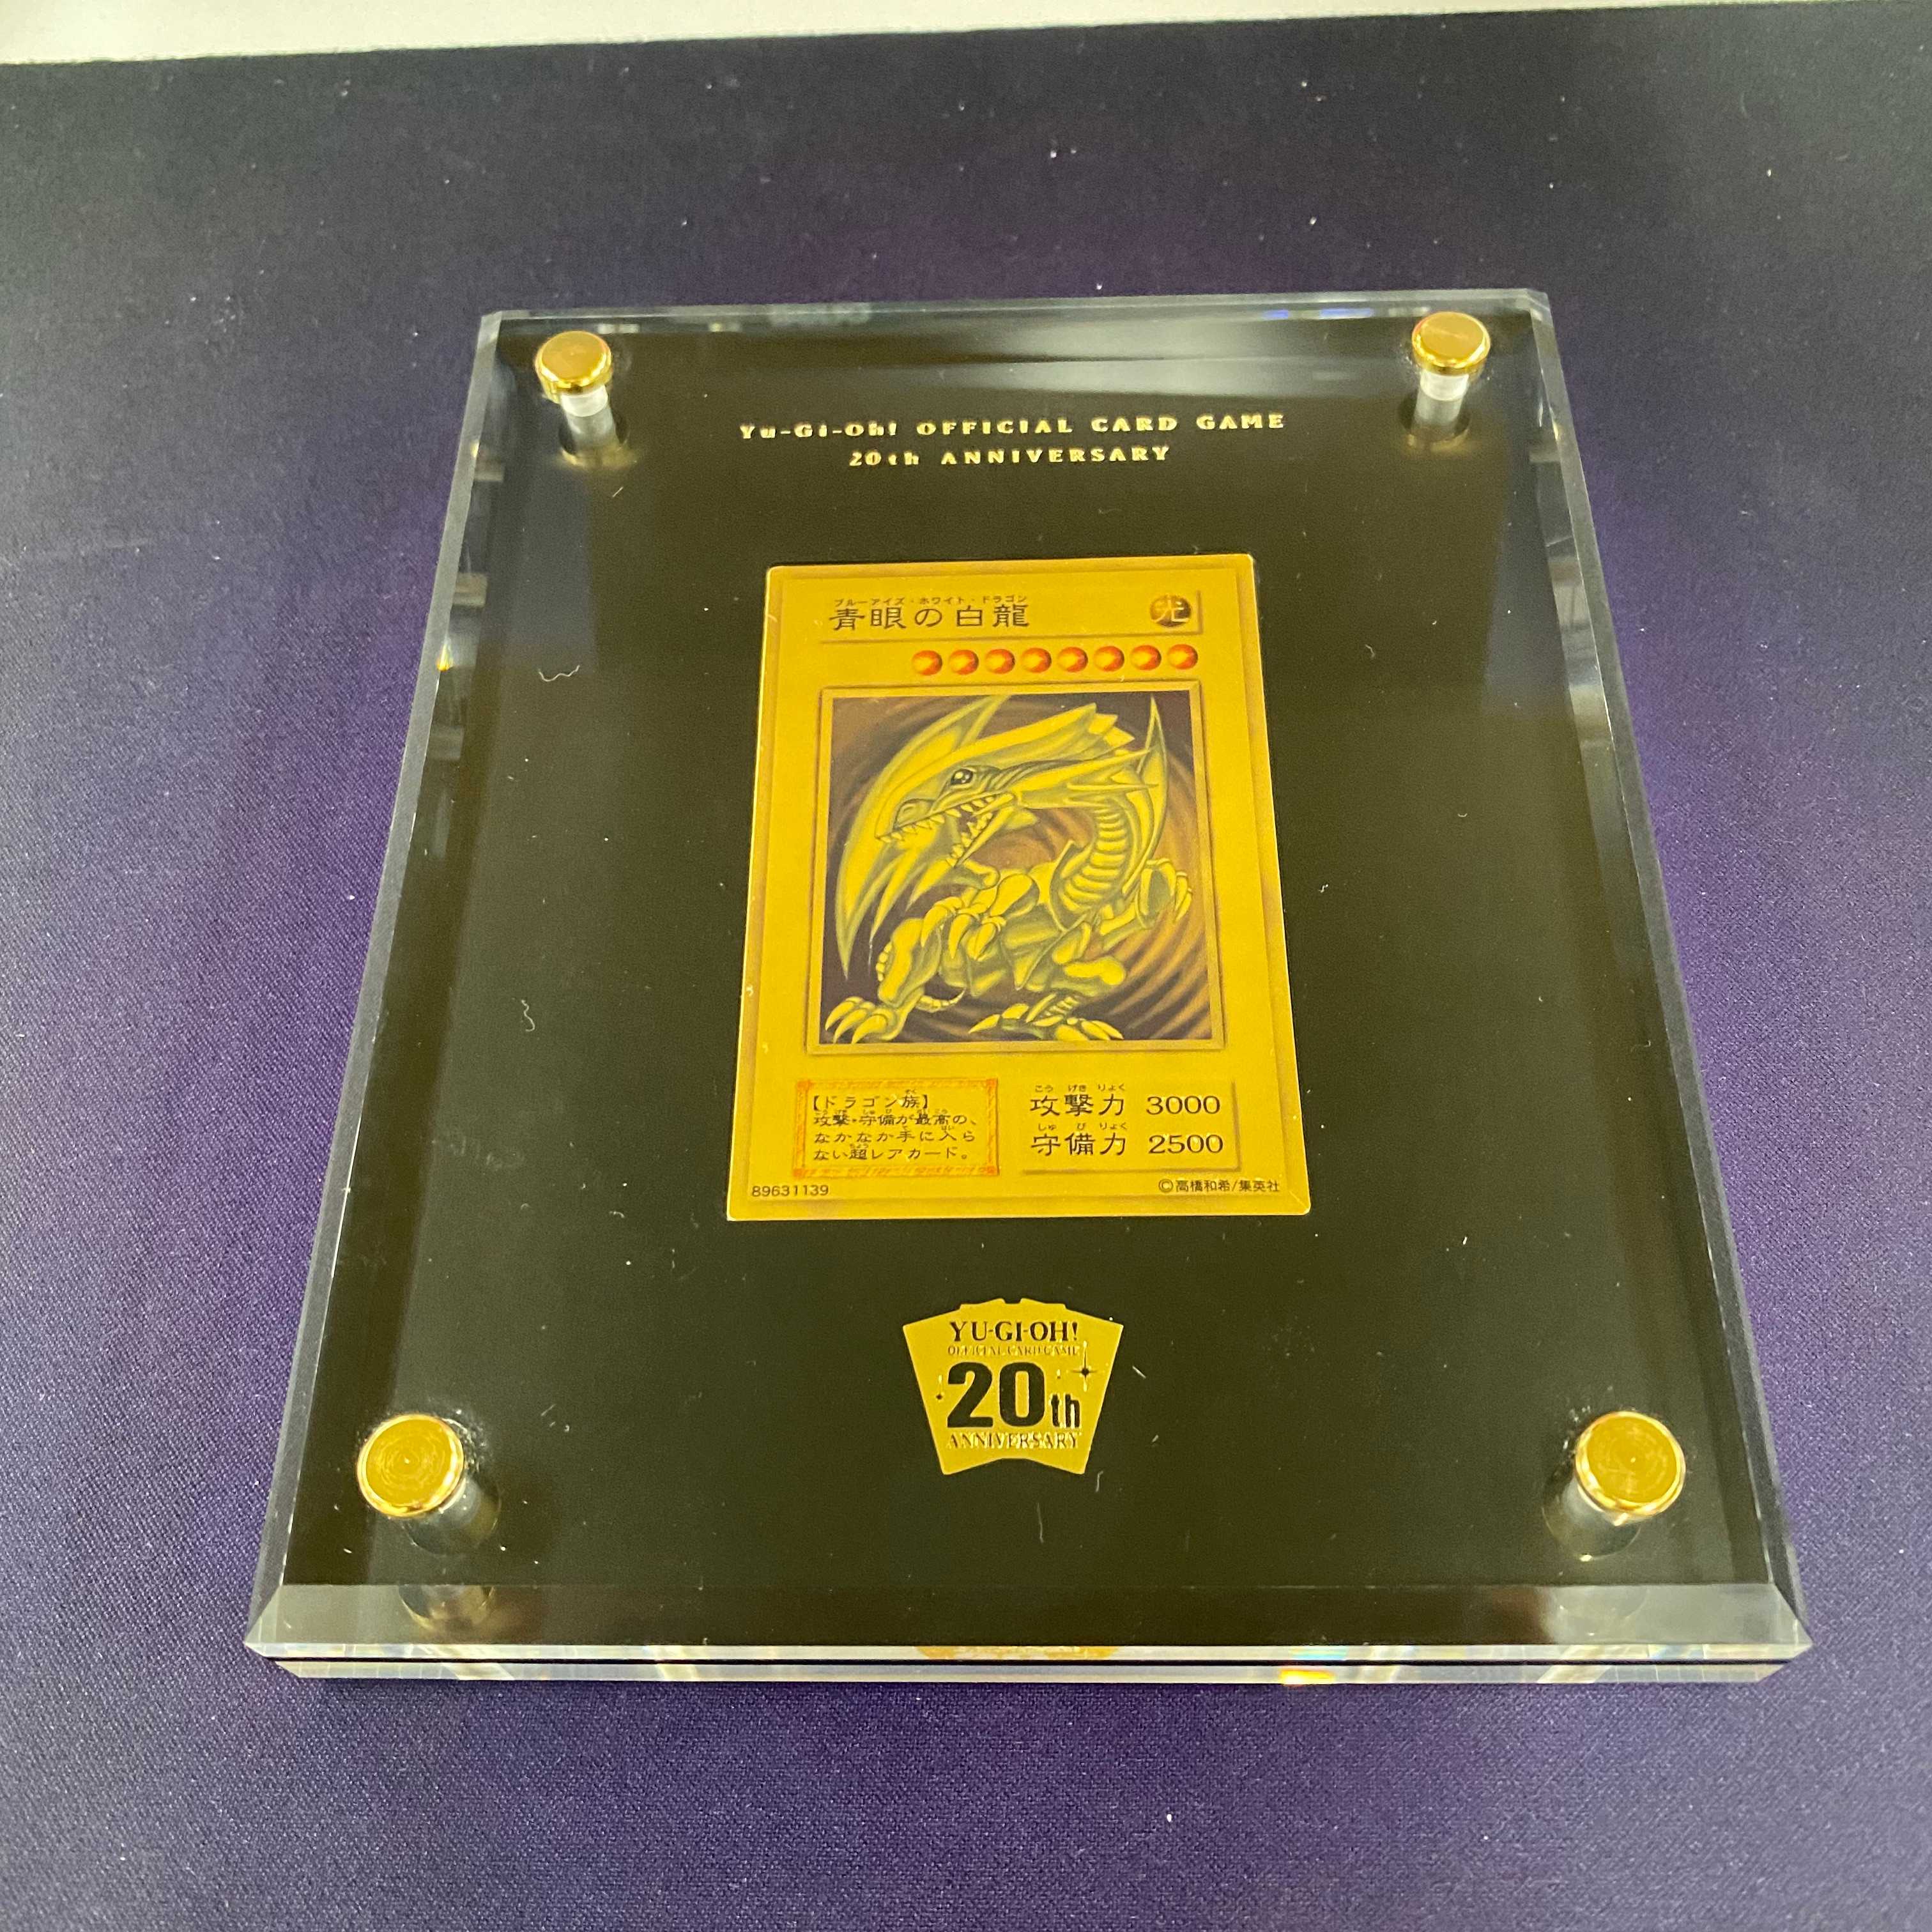 Yu-Gi-Oh! OFFICIAL CARD GAME
20th ANNIVERSARY
ブルーアイズ・ホワイト・ドラゴン
青眼の白龍
光
【ドラゴン族】
攻撃・守備が最高の、
なかなか手に入ら
ない超レアカード。
こうげきりょく
攻撃力 3000
しゅびりょく
守備力 2500
89631139
©高橋和希/集英社
YU-GI-OH!
OFFICIAL CARD GAME
20th
ANNIVERSARY